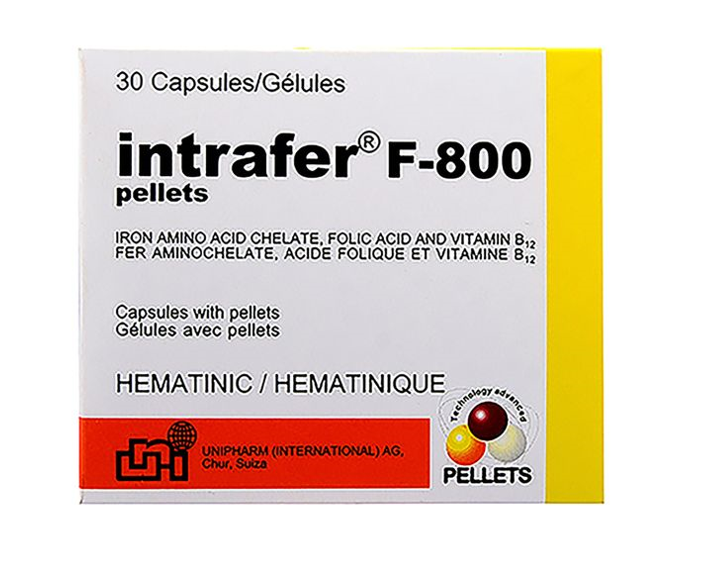 30 Capsules/Gélules
intrafer® F-800
pellets
IRON AMINO ACID CHELATE, FOLIC ACID AND VITAMIN B₁₂
FER AMINOCHELATE, ACIDE FOLIQUE ET VITAMINE B₁₂
Capsules with pellets
Gélules avec pellets
HEMATINIC / HEMATINIQUE
Technology advanced
PELLETS
uni
UNIPHARM (INTERNATIONAL) AG,
Chur, Suiza